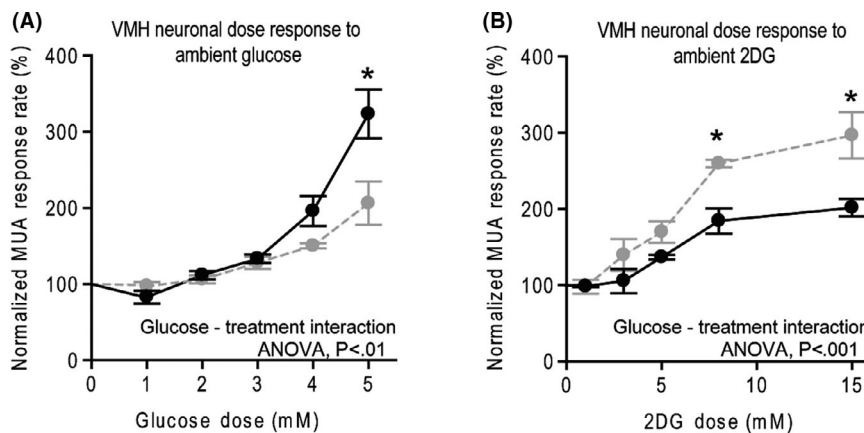 (A)
VMH neuronal dose response to
ambient glucose
Normalized MUA response rate (%)
400
300
200
100
0
*
Glucose - treatment interaction
ANOVA, P<.01
0 1 2 3 4 5
Glucose dose (mM)
(B)
VMH neuronal dose response to
ambient 2DG
Normalized MUA response rate (%)
400
300
200
100
0
*
*
Glucose - treatment interaction
ANOVA, P<.001
0 5 10 15
2DG dose (mM)